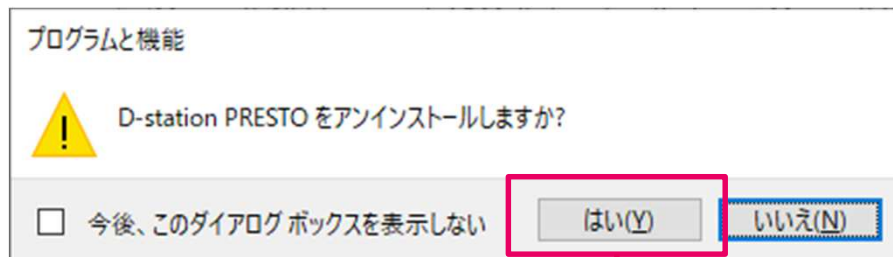 プログラムと機能
D-station PRESTO をアンインストールしますか?
今後、このダイアログ ボックスを表示しない
はい(Y)
いいえ(N)